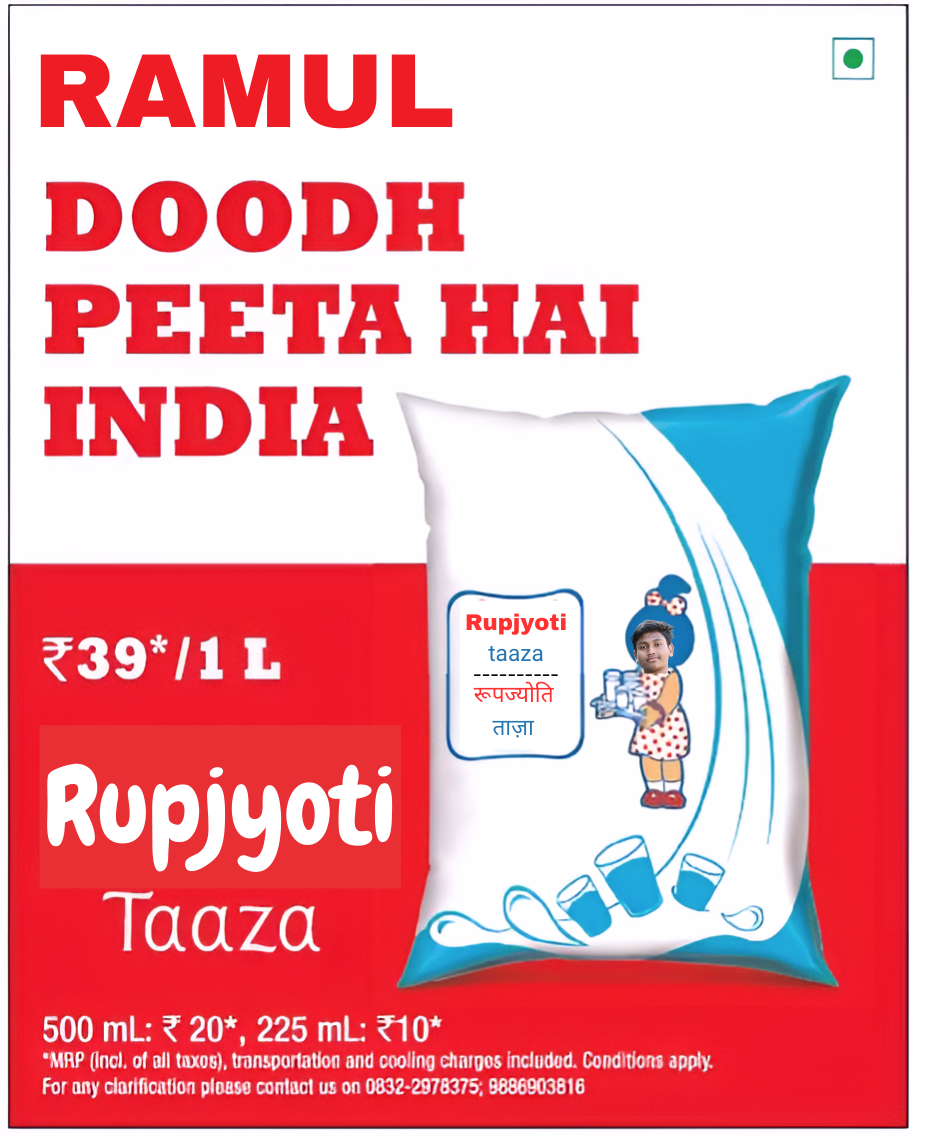 RAMUL
DOODH
PEETA HAI
INDIA
₹39*/1 L
Rupjyoti
taaza
----------
रूपज्योति
ताज़ा
Rupjyoti
Taaza
500 mL: ₹ 20*, 225 mL: ₹10*
*MRP (incl. of all taxes), transportation and cooling charges included. Conditions apply.
For any clarification please contact us on 0832-2978375; 9886903816